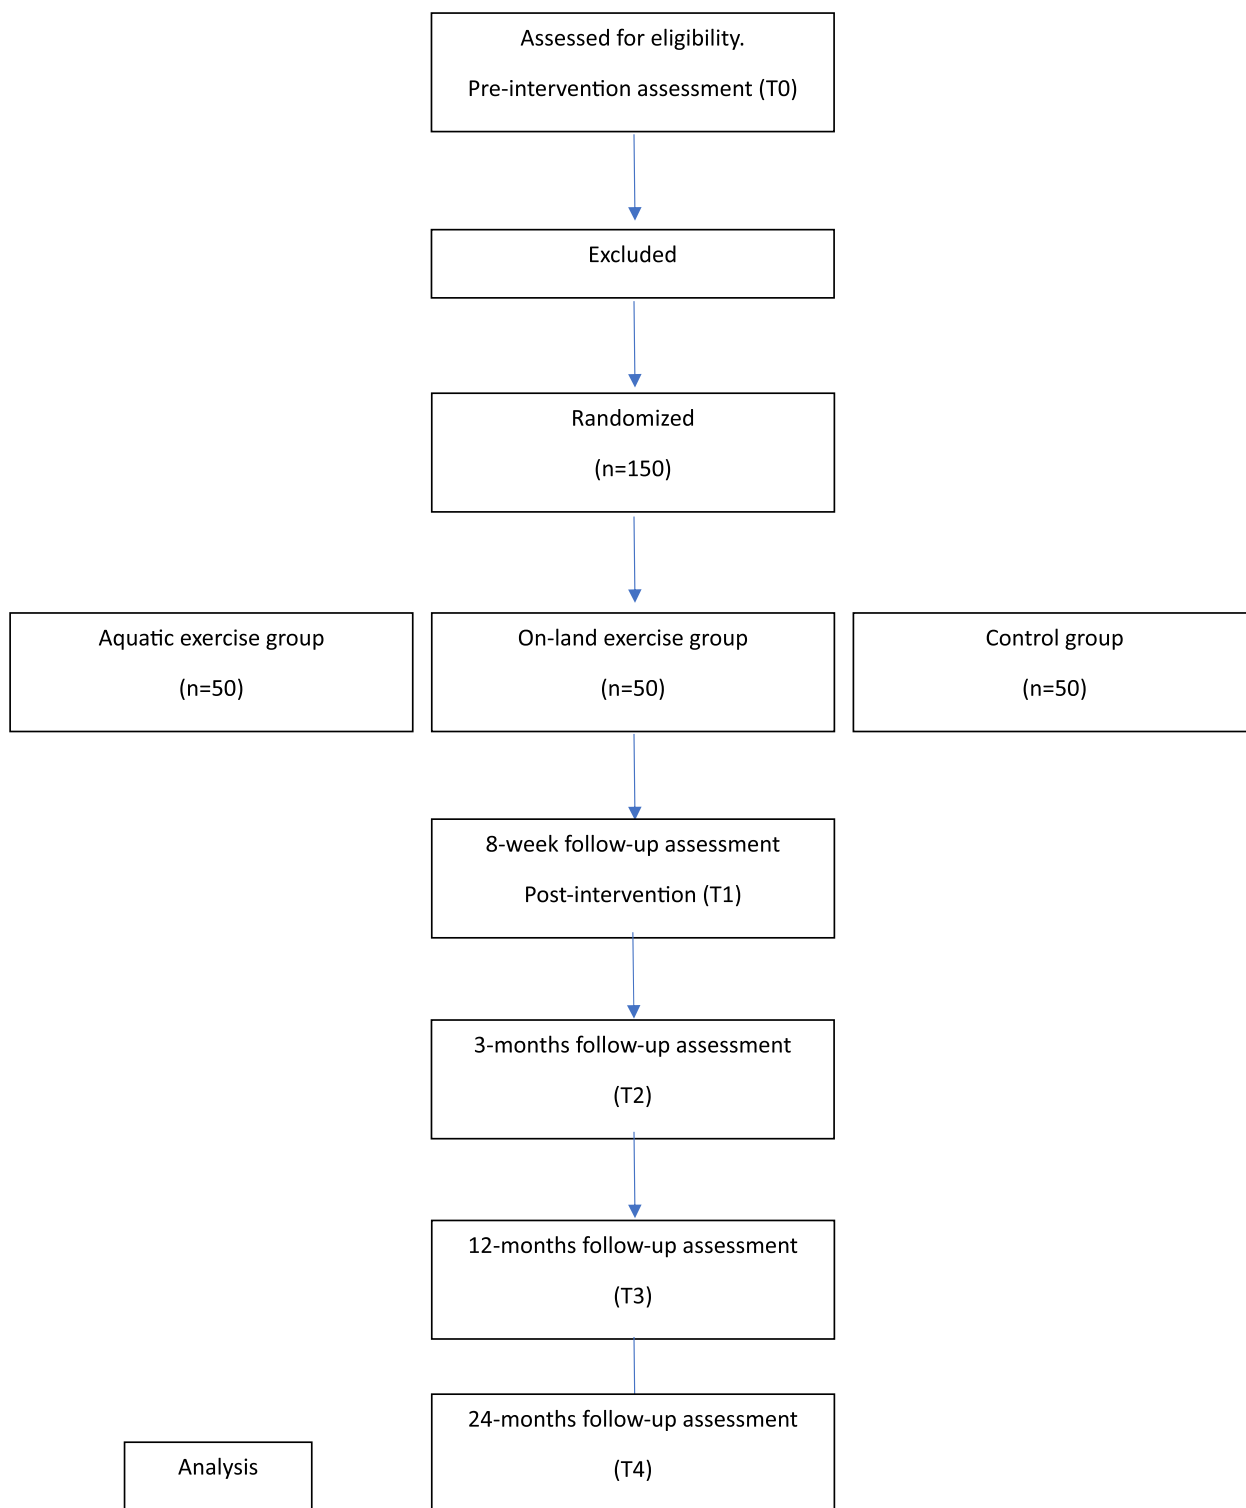 Assessed for eligibility.
Pre-intervention assessment (T0)
Excluded
Randomized
(n=150)
Aquatic exercise group
(n=50)
On-land exercise group
(n=50)
Control group
(n=50)
8-week follow-up assessment
Post-intervention (T1)
3-months follow-up assessment
(T2)
12-months follow-up assessment
(T3)
24-months follow-up assessment
(T4)
Analysis